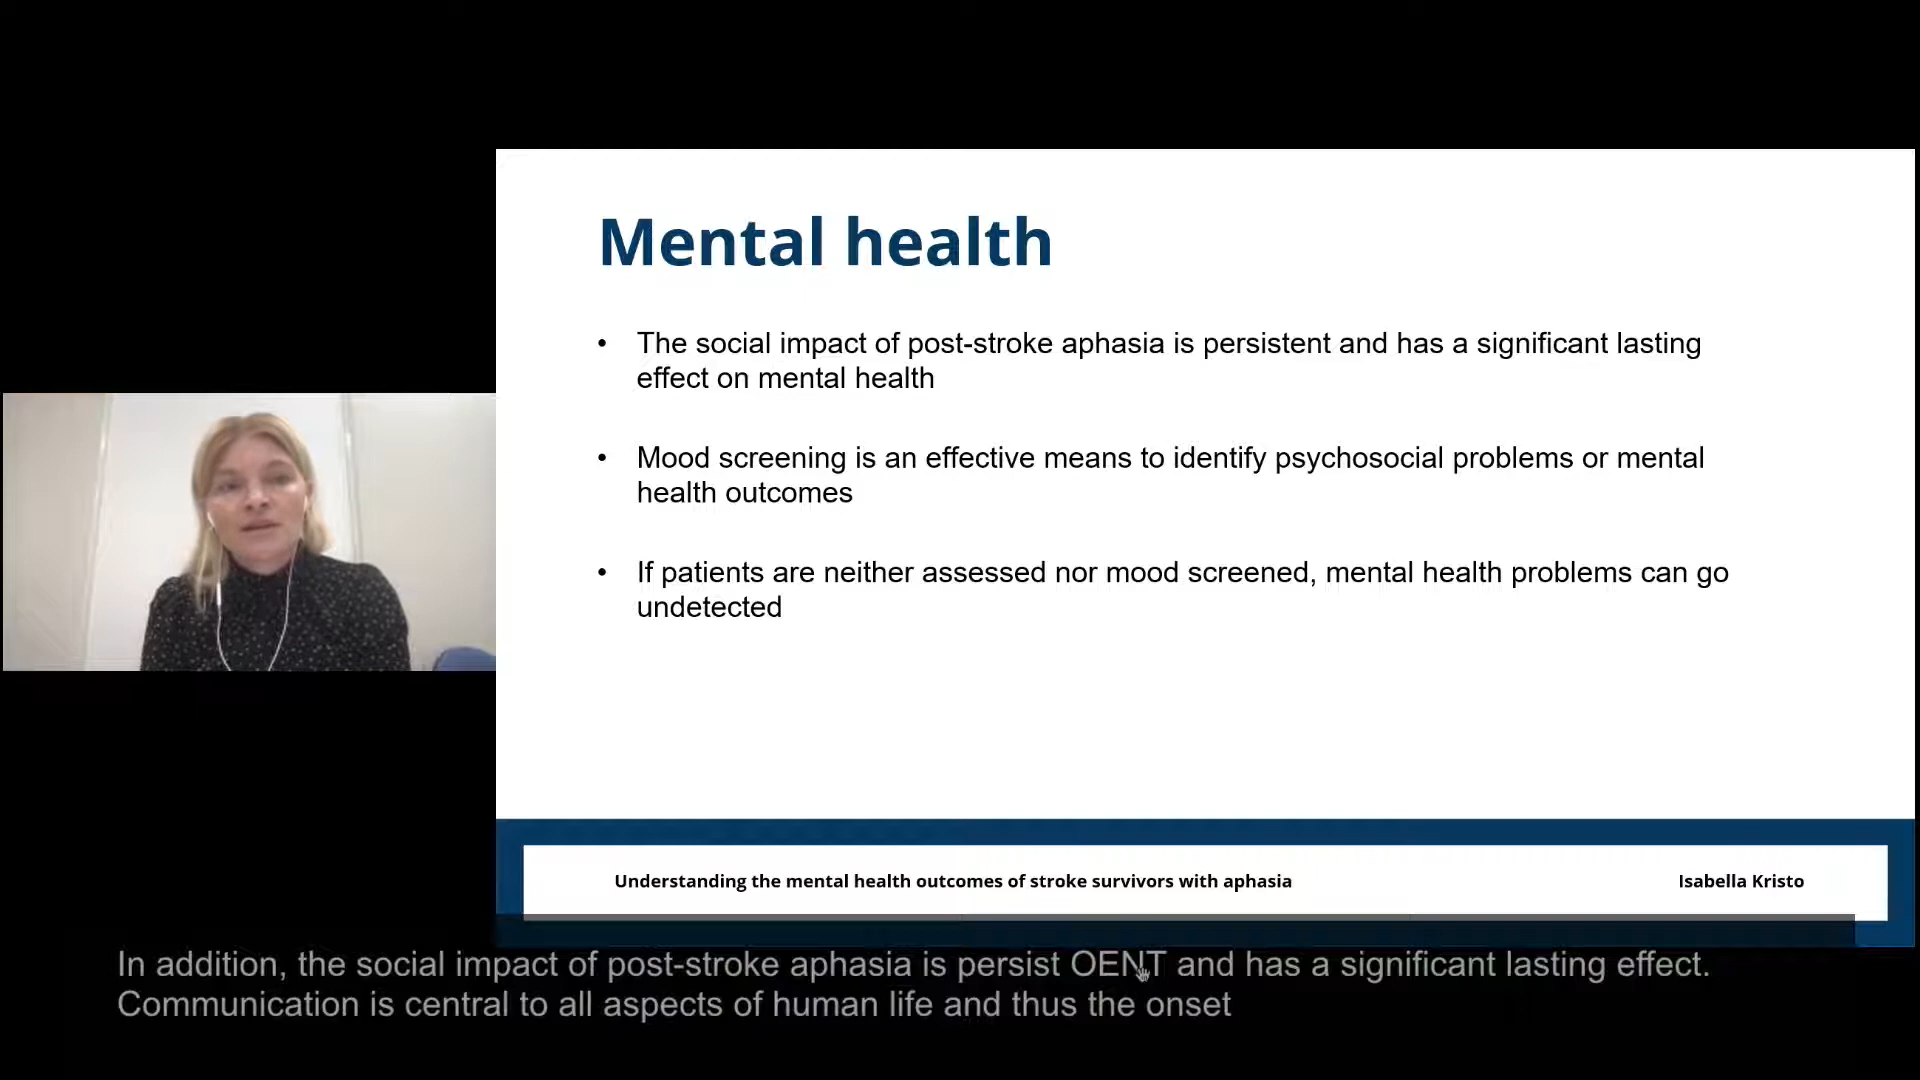 Mental health
• The social impact of post-stroke aphasia is persistent and has a significant lasting
effect on mental health
• Mood screening is an effective means to identify psychosocial problems or mental
health outcomes
• If patients are neither assessed nor mood screened, mental health problems can go
undetected
Understanding the mental health outcomes of stroke survivors with aphasia
Isabella Kristo
In addition, the social impact of post-stroke aphasia is persist OENT and has a significant lasting effect.
Communication is central to all aspects of human life and thus the onset